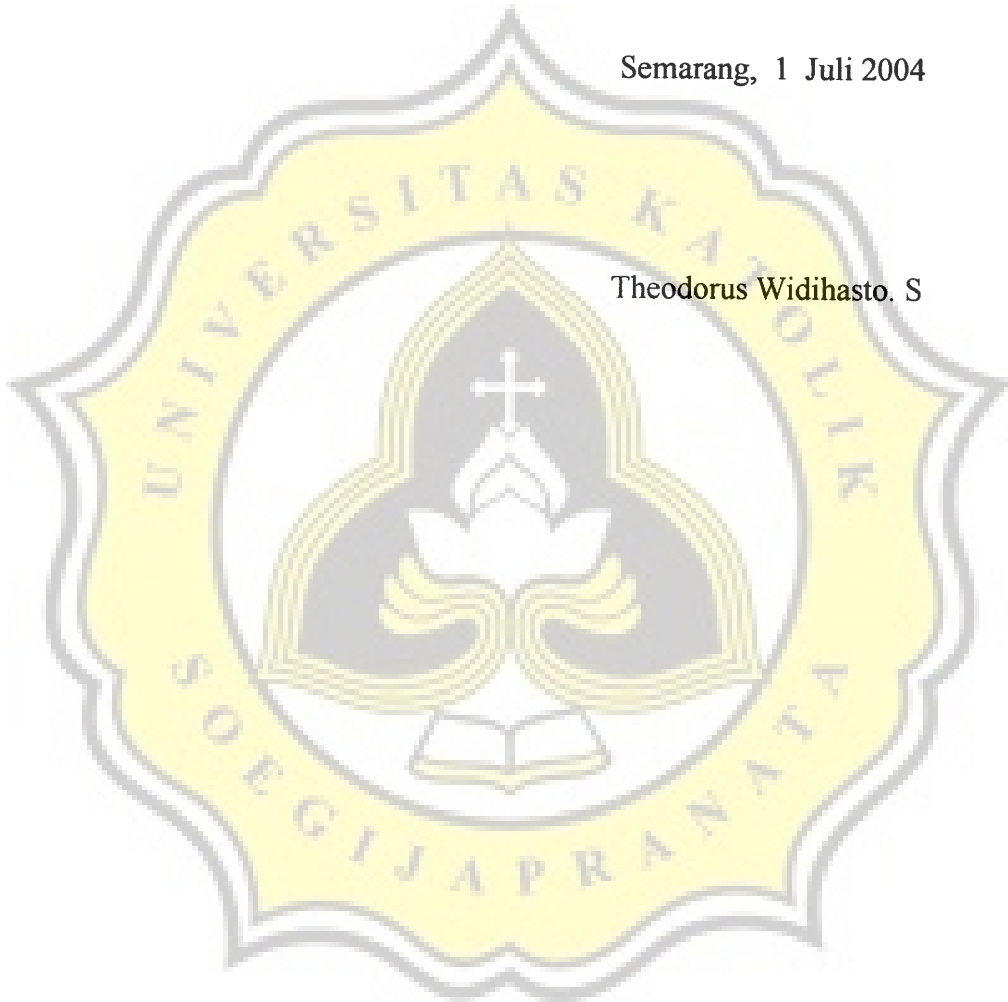 Semarang, 1 Juli 2004
Theodorus Widihasto. S
UNIVERSITAS KATOLIK
SOEGIJAPRANATA